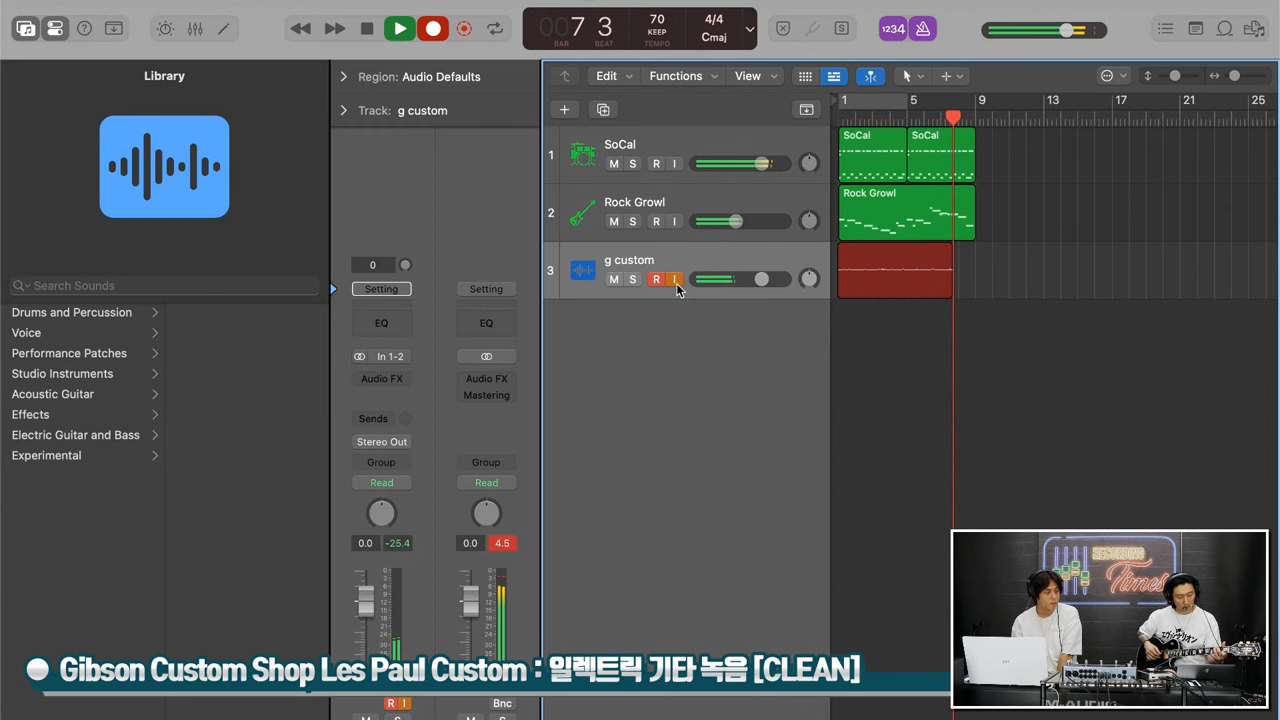 007 3
BAR BEAT
70
KEEP
TEMPO
4/4
Cmaj
1234
S
Library
Search Sounds
Drums and Percussion
Voice
Performance Patches
Studio Instruments
Acoustic Guitar
Effects
Electric Guitar and Bass
Experimental
Region: Audio Defaults
Track: g custom
0
Setting
EQ
In 1-2
Audio FX
Sends
Stereo Out
Group
Read
0.0 -25.4
R I
M S
Setting
EQ
Audio FX
Mastering
Group
Read
0.0 4.5
Bnc
M
Edit Functions View
1 5 9 13 17 21 25
1 SoCal
M S R I
SoCal SoCal
2 Rock Growl
M S R I
Rock Growl
3 g custom
M S R I
RECORDING
Times
M-AUDIO
Gibson Custom Shop Les Paul Custom : 일렉트릭 기타 녹음 [CLEAN]